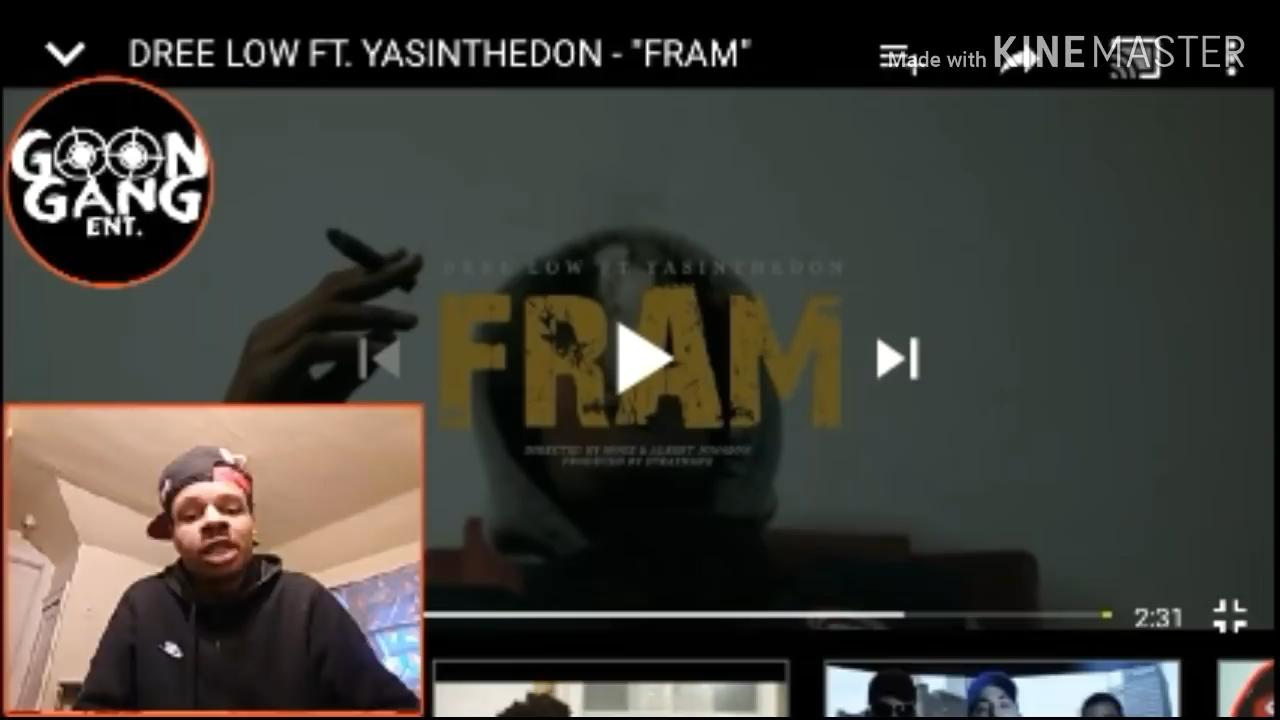 DREE LOW FT. YASINTHEDON - "FRAM"
Made with KINEMASTER
GOON
GANG
ENT.
DREE LOW FT YASINTHEDON
FRAM
2:31